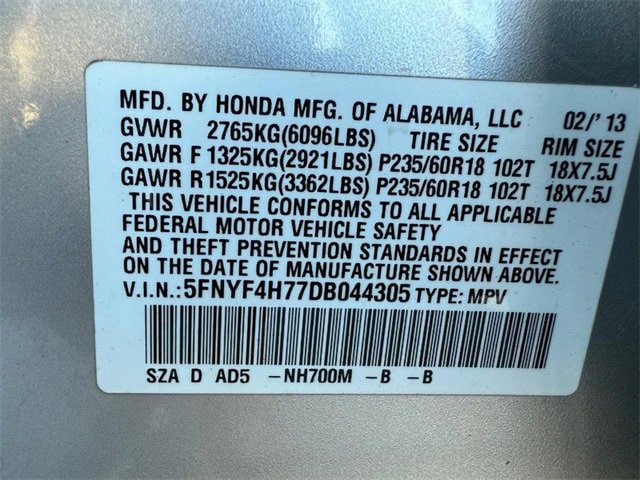 MFD. BY HONDA MFG. OF ALABAMA, LLC 02/'13
GVWR 2765KG(6096LBS) TIRE SIZE RIM SIZE
GAWR F 1325KG(2921LBS) P235/60R18 102T 18X7.5J
GAWR R1525KG(3362LBS) P235/60R18 102T 18X7.5J
THIS VEHICLE CONFORMS TO ALL APPLICABLE
FEDERAL MOTOR VEHICLE SAFETY
AND THEFT PREVENTION STANDARDS IN EFFECT
ON THE DATE OF MANUFACTURE SHOWN ABOVE.
V.I.N.:5FNYF4H77DB044305 TYPE: MPV
SZA D AD5 -NH700M -B -B